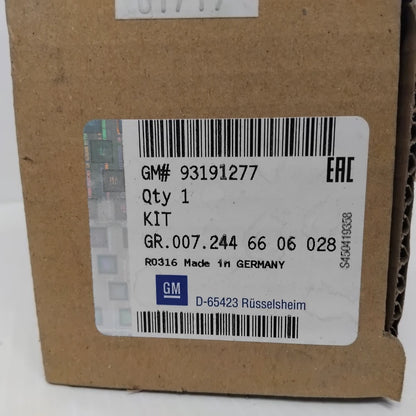 GM# 93191277
EAC
Qty 1
KIT
GR.007.244 66 06 028
R0316 Made in GERMANY
GM
D-65423 Rüsselsheim
S450419358